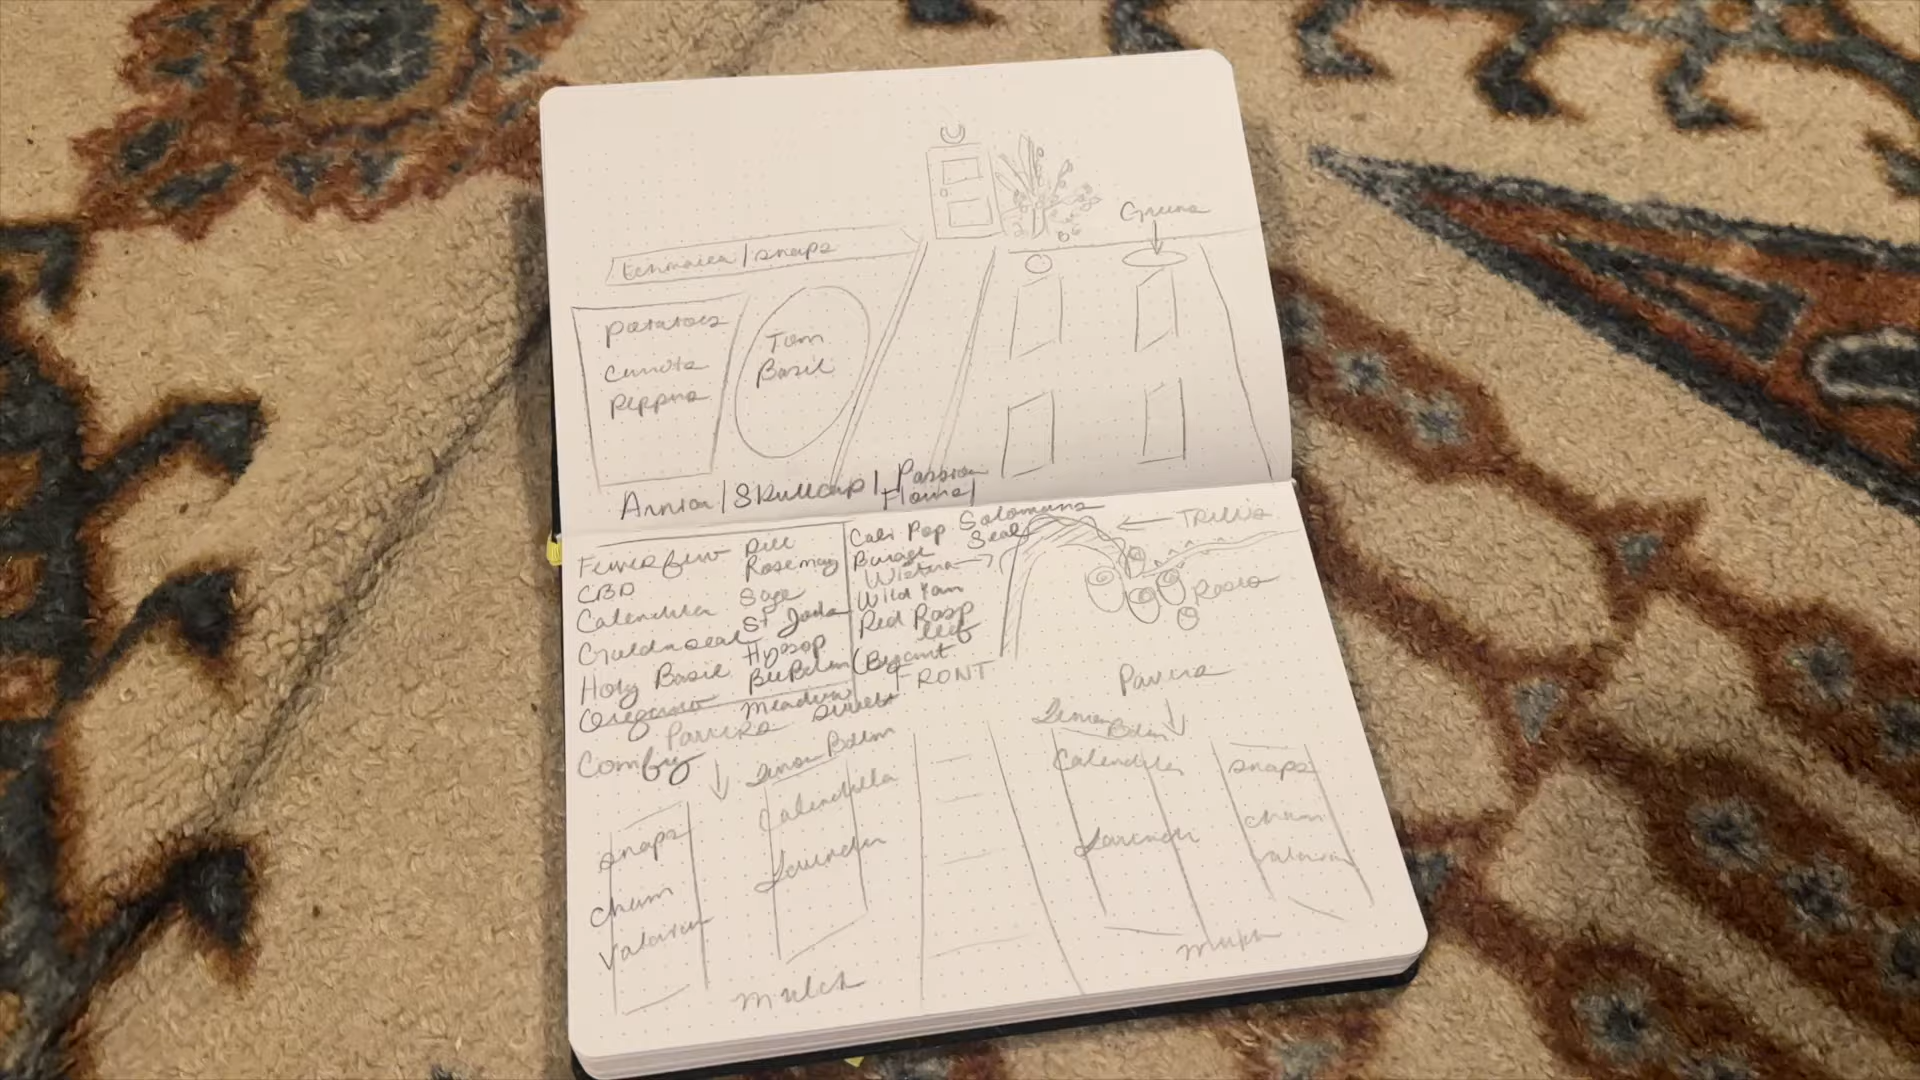 Greens
Echinacea / snaps
potatoes
carrots
peppers
Tom
Basil
Arnica / Skullcap / Passion
Flower /
Feverfew Dill
CBD Rosemary
Calendula Sage
Goldenseal St Johns
Holy Basil Hyssop
Oregano Bee Balm
Meadow
Sweet
Comfry
Cali Pop Solomons
Borage Seal
Wisteria
Wild Yam
Red Rasp
leaf
(Bergamot
Trellis
Roses
FRONT
Pavers
Lemon Balm
Calendula
Lavender
snaps
cham
Valerian
mulch
Pavers
Lemon
Balm
Calendula
Lavender
snaps
cham
Valerian
mulch